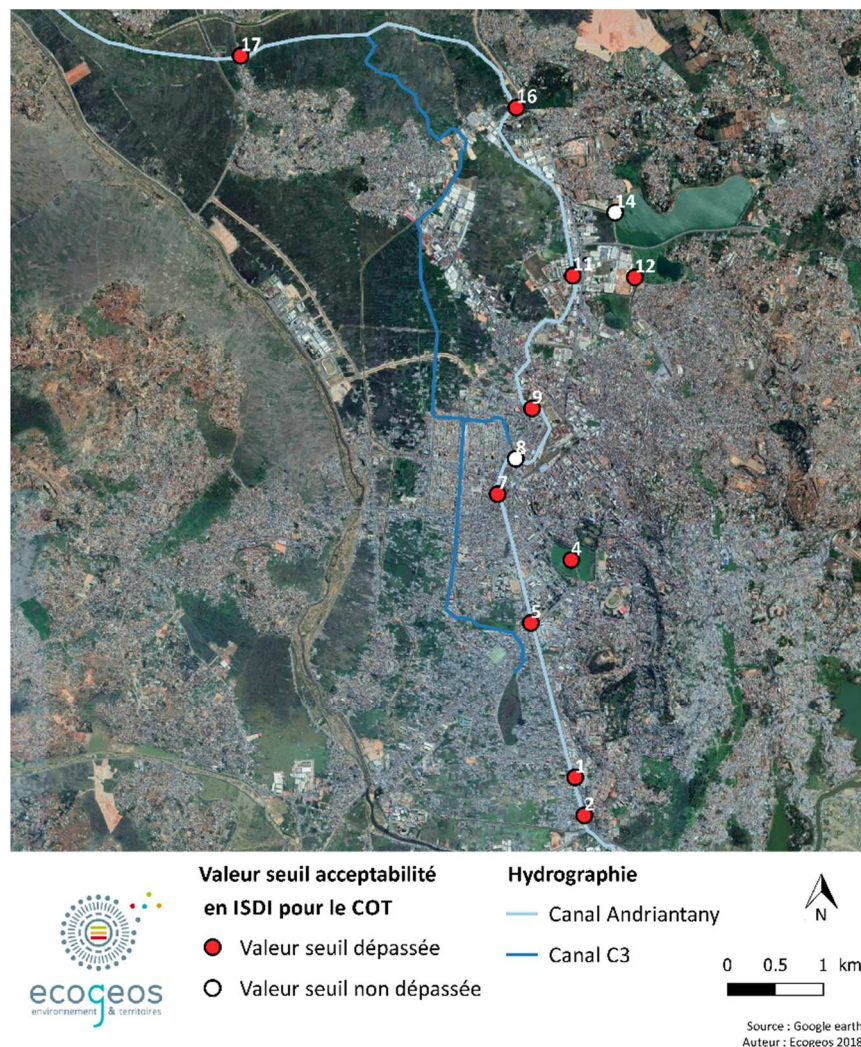 17
16
14
11
12
9
8
7
4
5
1
2
Valeur seuil acceptabilité
en ISDI pour le COT
Valeur seuil dépassée
Valeur seuil non dépassée
Hydrographie
Canal Andriantany
Canal C3
N
0 0.5 1 km
ecogeos
environnement & territoires
Source : Google earth
Auteur : Ecogeos 2018